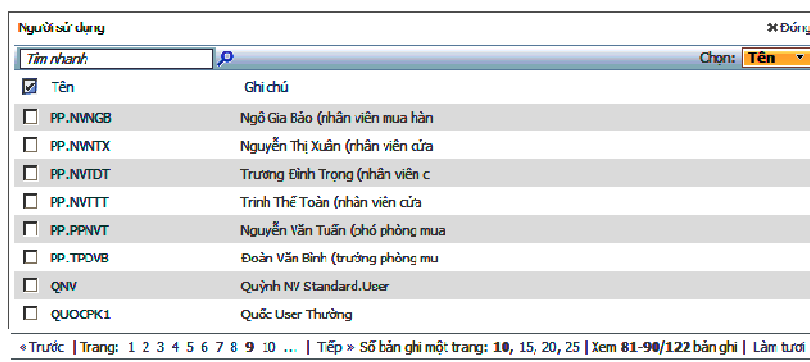 Người sử dụng ✕ Đóng
Tìm nhanh Chọn: Tên
Tên Ghi chú
PP.NVNGB Ngô Gia Bảo (nhân viên mua hàn
PP.NVNTX Nguyễn Thị Xuân (nhân viên cửa
PP.NVTDT Trương Đình Trọng (nhân viên c
PP.NVTTT Trinh Thế Toàn (nhân viên cửa
PP.PPNVT Nguyễn Văn Tuấn (phó phòng mua
PP.TPDVB Đoàn Văn Bình (trưởng phòng mu
QNV Quỳnh NV Standard.User
QUOCPK1 Quốc User Thường
« Trước | Trang: 1 2 3 4 5 6 7 8 9 10 ... | Tiếp » Số bản ghi một trang: 10, 15, 20, 25 | Xem 81-90/122 bản ghi | Làm tươi